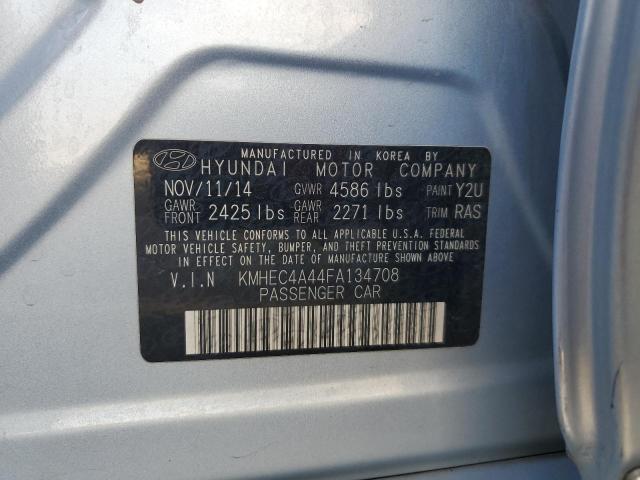 MANUFACTURED IN KOREA BY
HYUNDAI MOTOR COMPANY
NOV/11/14 GVWR 4586 lbs PAINT Y2U
GAWR FRONT 2425 lbs GAWR REAR 2271 lbs TRIM RAS
THIS VEHICLE CONFORMS TO ALL APPLICABLE U.S.A. FEDERAL
MOTOR VEHICLE SAFETY, BUMPER, AND THEFT PREVENTION STANDARDS
IN EFFECT ON THE DATE OF MANUFACTURE SHOWN ABOVE
V.I.N KMHEC4A44FA134708
PASSENGER CAR